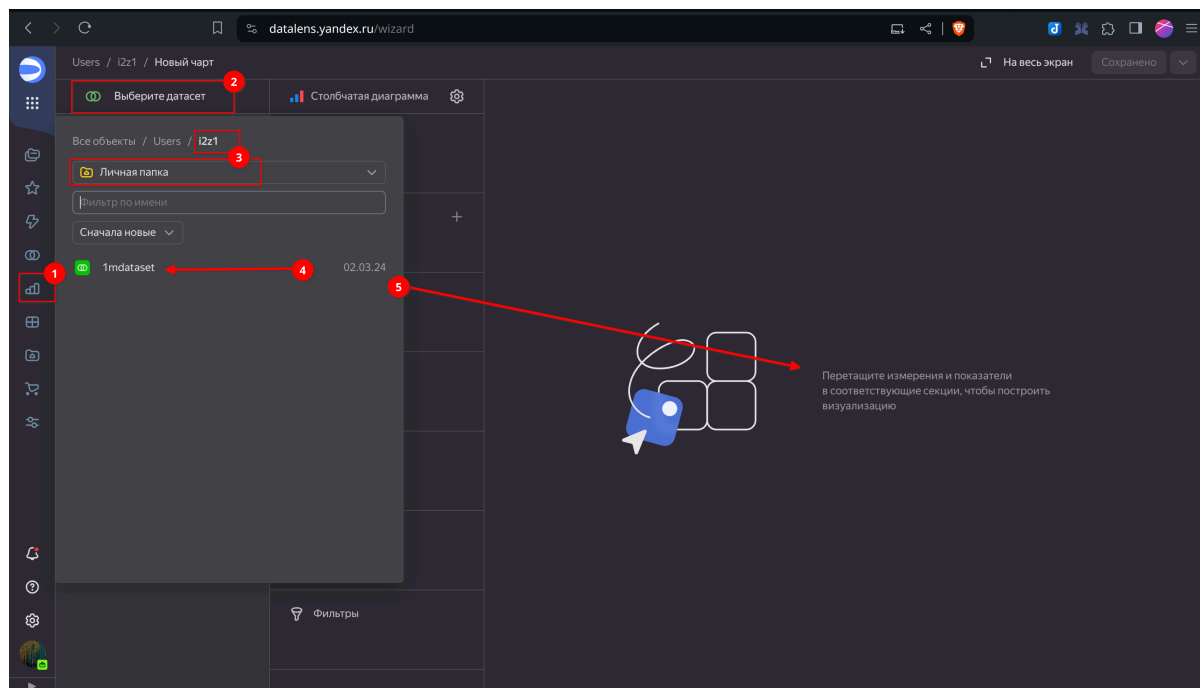 datalens.yandex.ru/wizard
Users / i2z1 / Новый чарт
На весь экран
Сохранено
2
Выберите датасет
Столбчатая диаграмма
Все объекты / Users / i2z1
3
Личная папка
Фильтр по имени
Сначала новые
1
1mdataset
4
02.03.24
5
Перетащите измерения и показатели
в соответствующие секции, чтобы построить
визуализацию
Фильтры